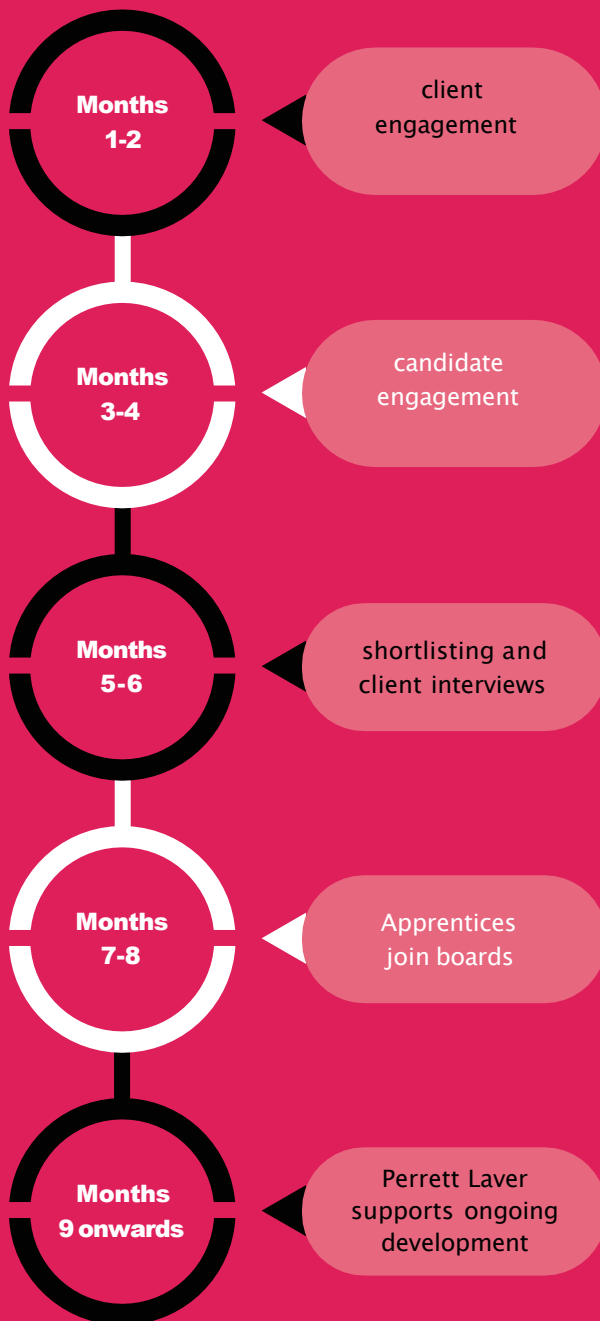 Months
1-2
client
engagement
Months
3-4
candidate
engagement
Months
5-6
shortlisting and
client interviews
Months
7-8
Apprentices
join boards
Months
9 onwards
Perrett Laver
supports ongoing
development